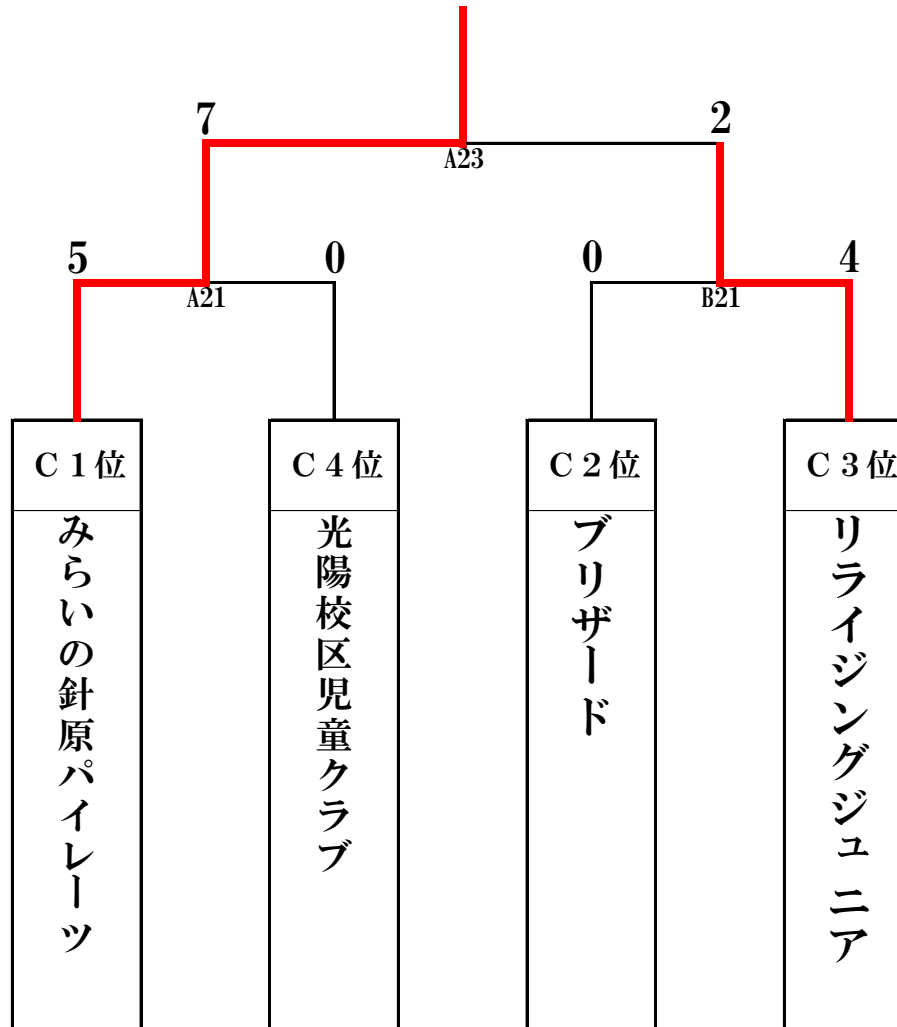 7
2
A23
5
0
0
4
A21
B21
C1位
C4位
C2位
C3位
みらいの針原パイレーツ
光陽校区児童クラブ
ブリザード
リライジングジュニア